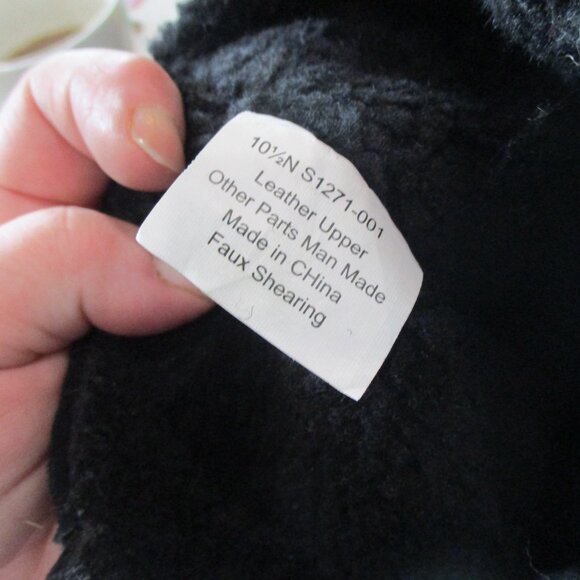 10½N S1271-001
Leather Upper
Other Parts Man Made
Made in CHina
Faux Shearing